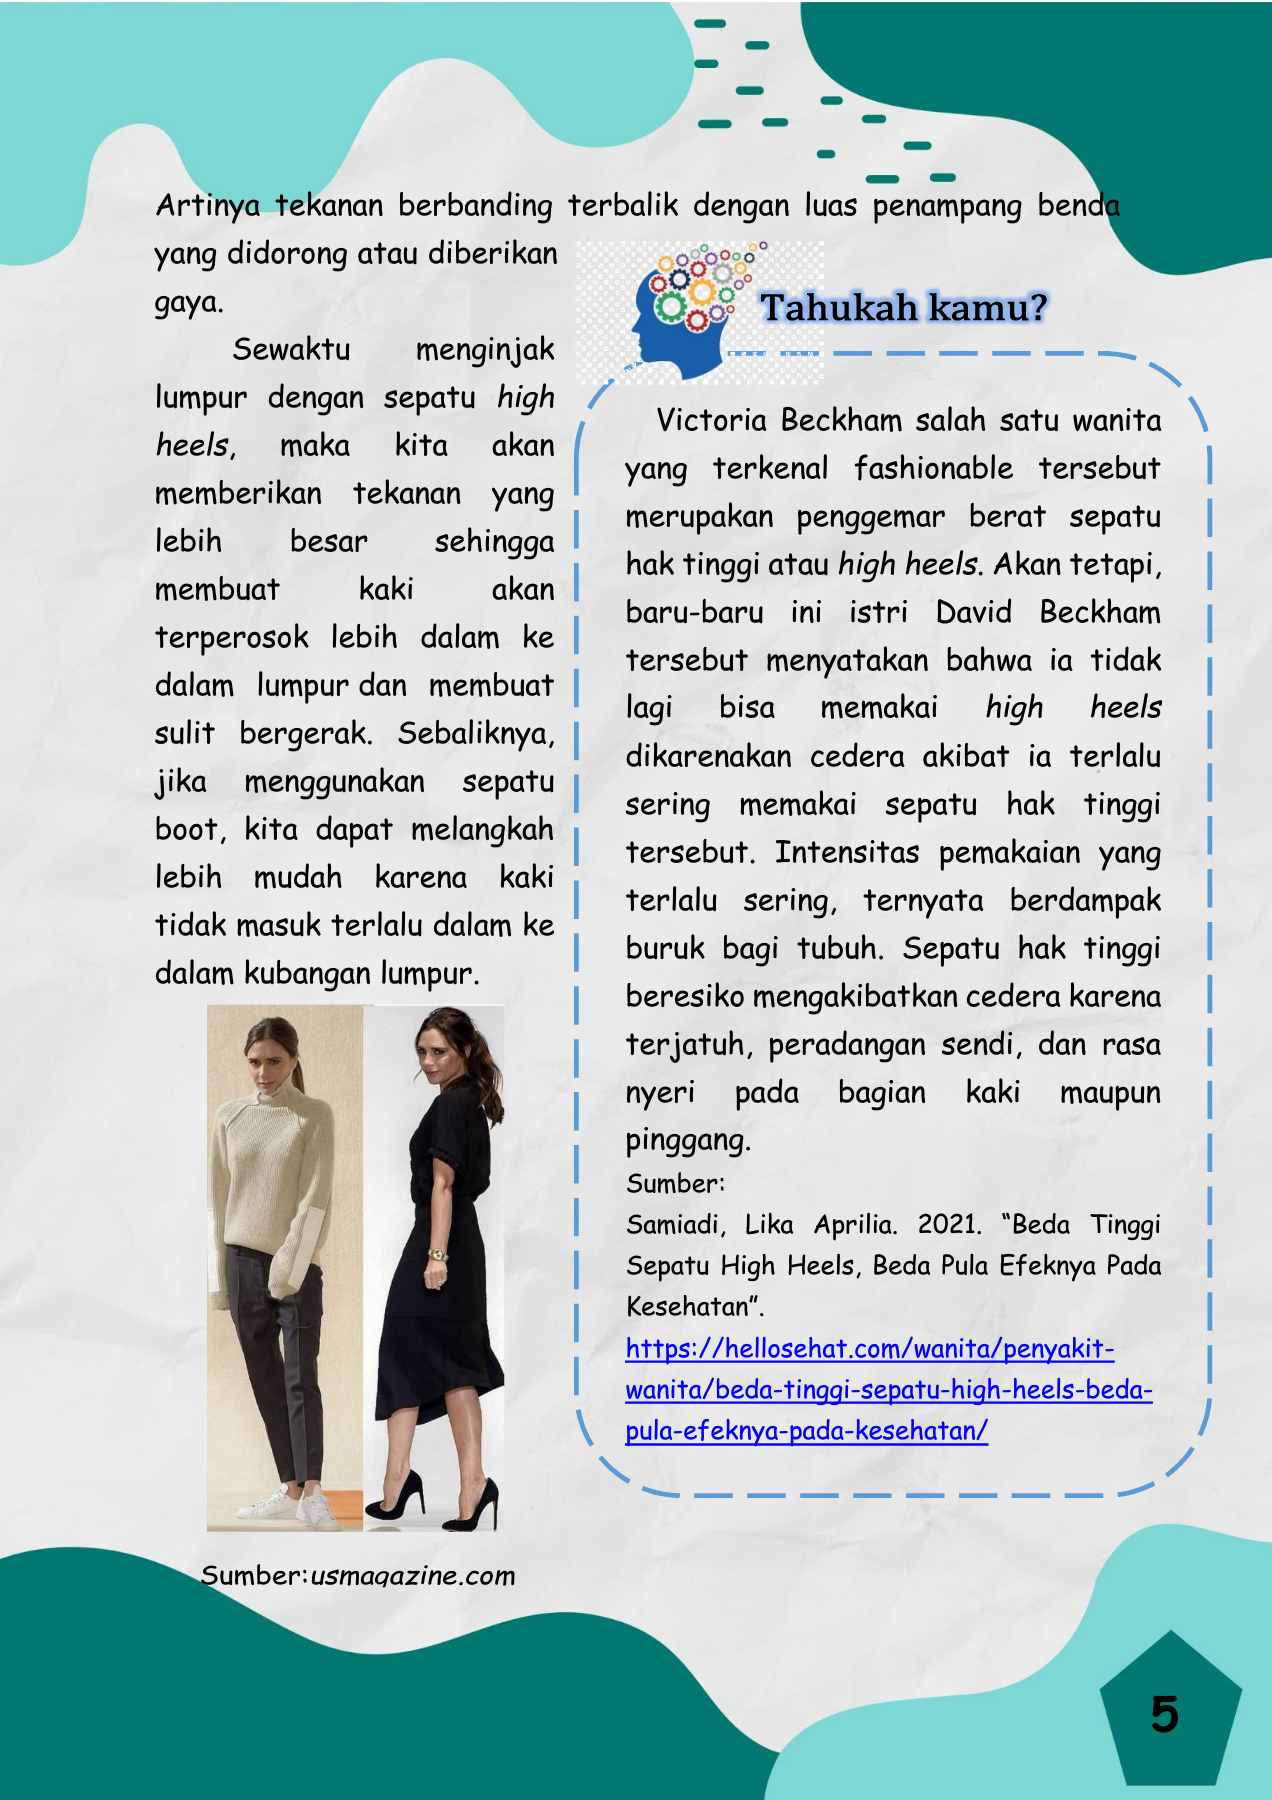 Artinya tekanan berbanding terbalik dengan luas penampang benda
yang didorong atau diberikan
gaya.
Sewaktu menginjak
lumpur dengan sepatu high
heels, maka kita akan
memberikan tekanan yang
lebih besar sehingga
membuat kaki akan
terperosok lebih dalam ke
dalam lumpur dan membuat
sulit bergerak. Sebaliknya,
jika menggunakan sepatu
boot, kita dapat melangkah
lebih mudah karena kaki
tidak masuk terlalu dalam ke
dalam kubangan lumpur.
Sumber:usmagazine.com
Tahukah kamu?
Victoria Beckham salah satu wanita
yang terkenal fashionable tersebut
merupakan penggemar berat sepatu
hak tinggi atau high heels. Akan tetapi,
baru-baru ini istri David Beckham
tersebut menyatakan bahwa ia tidak
lagi bisa memakai high heels
dikarenakan cedera akibat ia terlalu
sering memakai sepatu hak tinggi
tersebut. Intensitas pemakaian yang
terlalu sering, ternyata berdampak
buruk bagi tubuh. Sepatu hak tinggi
beresiko mengakibatkan cedera karena
terjatuh, peradangan sendi, dan rasa
nyeri pada bagian kaki maupun
pinggang.
Sumber:
Samiadi, Lika Aprilia. 2021. “Beda Tinggi
Sepatu High Heels, Beda Pula Efeknya Pada
Kesehatan”.
https://hellosehat.com/wanita/penyakit-
wanita/beda-tinggi-sepatu-high-heels-beda-
pula-efeknya-pada-kesehatan/
5